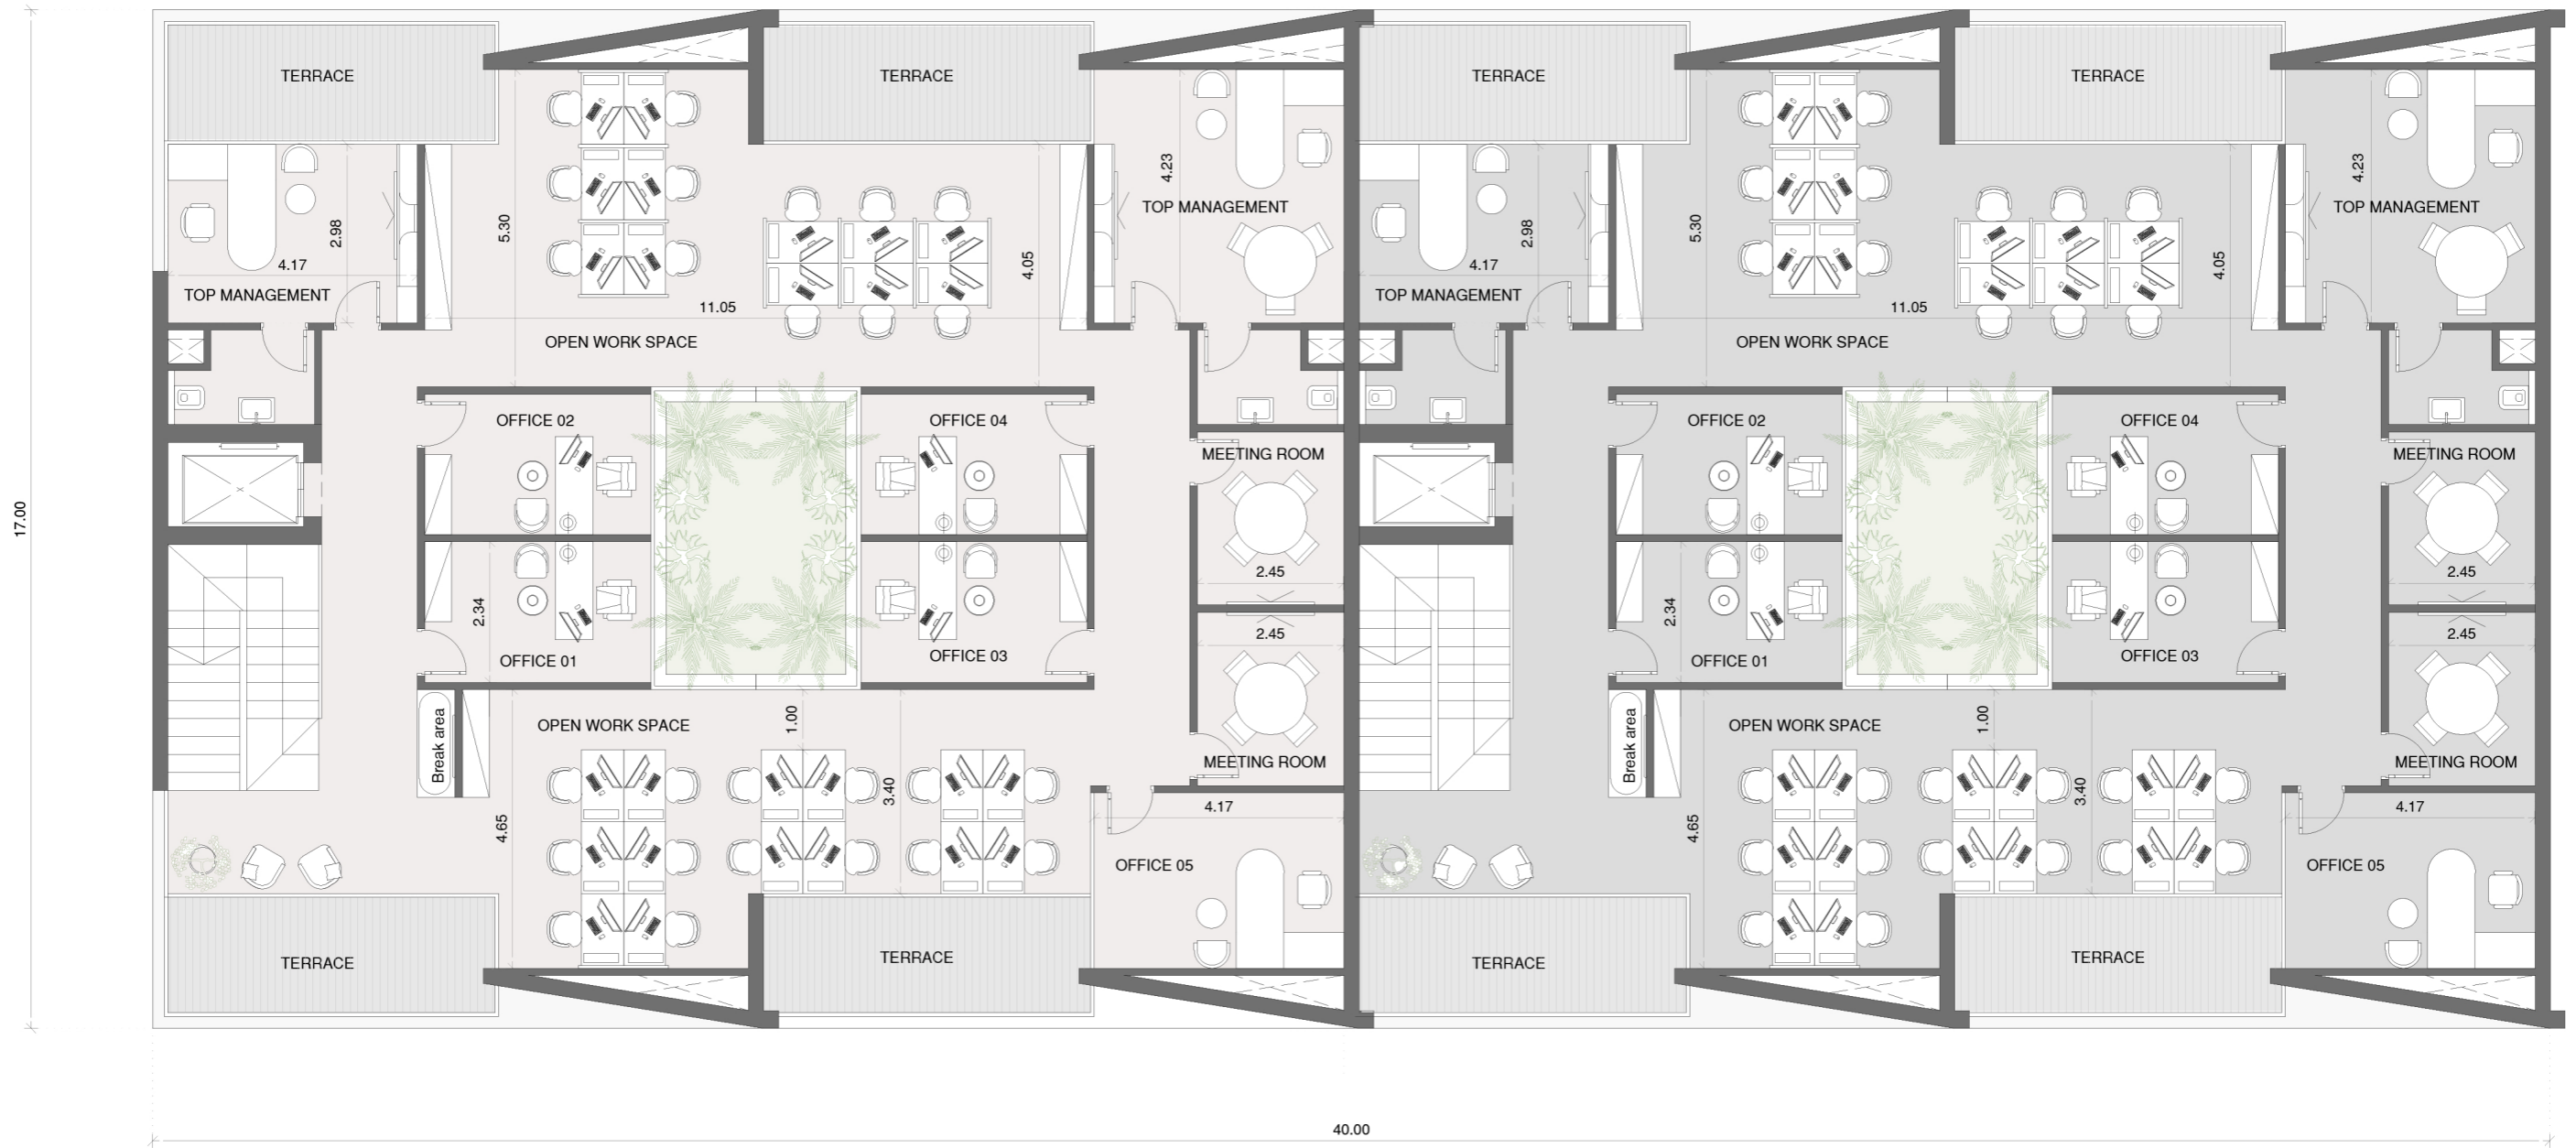 TERRACE
TERRACE
TERRACE
TERRACE
4.23
TOP MANAGEMENT
5.30
2.98
4.17
TOP MANAGEMENT
4.05
11.05
OPEN WORK SPACE
4.23
TOP MANAGEMENT
5.30
2.98
4.17
TOP MANAGEMENT
4.05
11.05
OPEN WORK SPACE
OFFICE 02
OFFICE 04
MEETING ROOM
2.45
OFFICE 02
OFFICE 04
MEETING ROOM
2.45
17.00
2.34
OFFICE 01
OFFICE 03
2.45
MEETING ROOM
2.34
OFFICE 01
OFFICE 03
2.45
MEETING ROOM
Break area
OPEN WORK SPACE
1.00
3.40
4.65
4.17
OFFICE 05
Break area
OPEN WORK SPACE
1.00
3.40
4.65
4.17
OFFICE 05
TERRACE
TERRACE
TERRACE
TERRACE
40.00